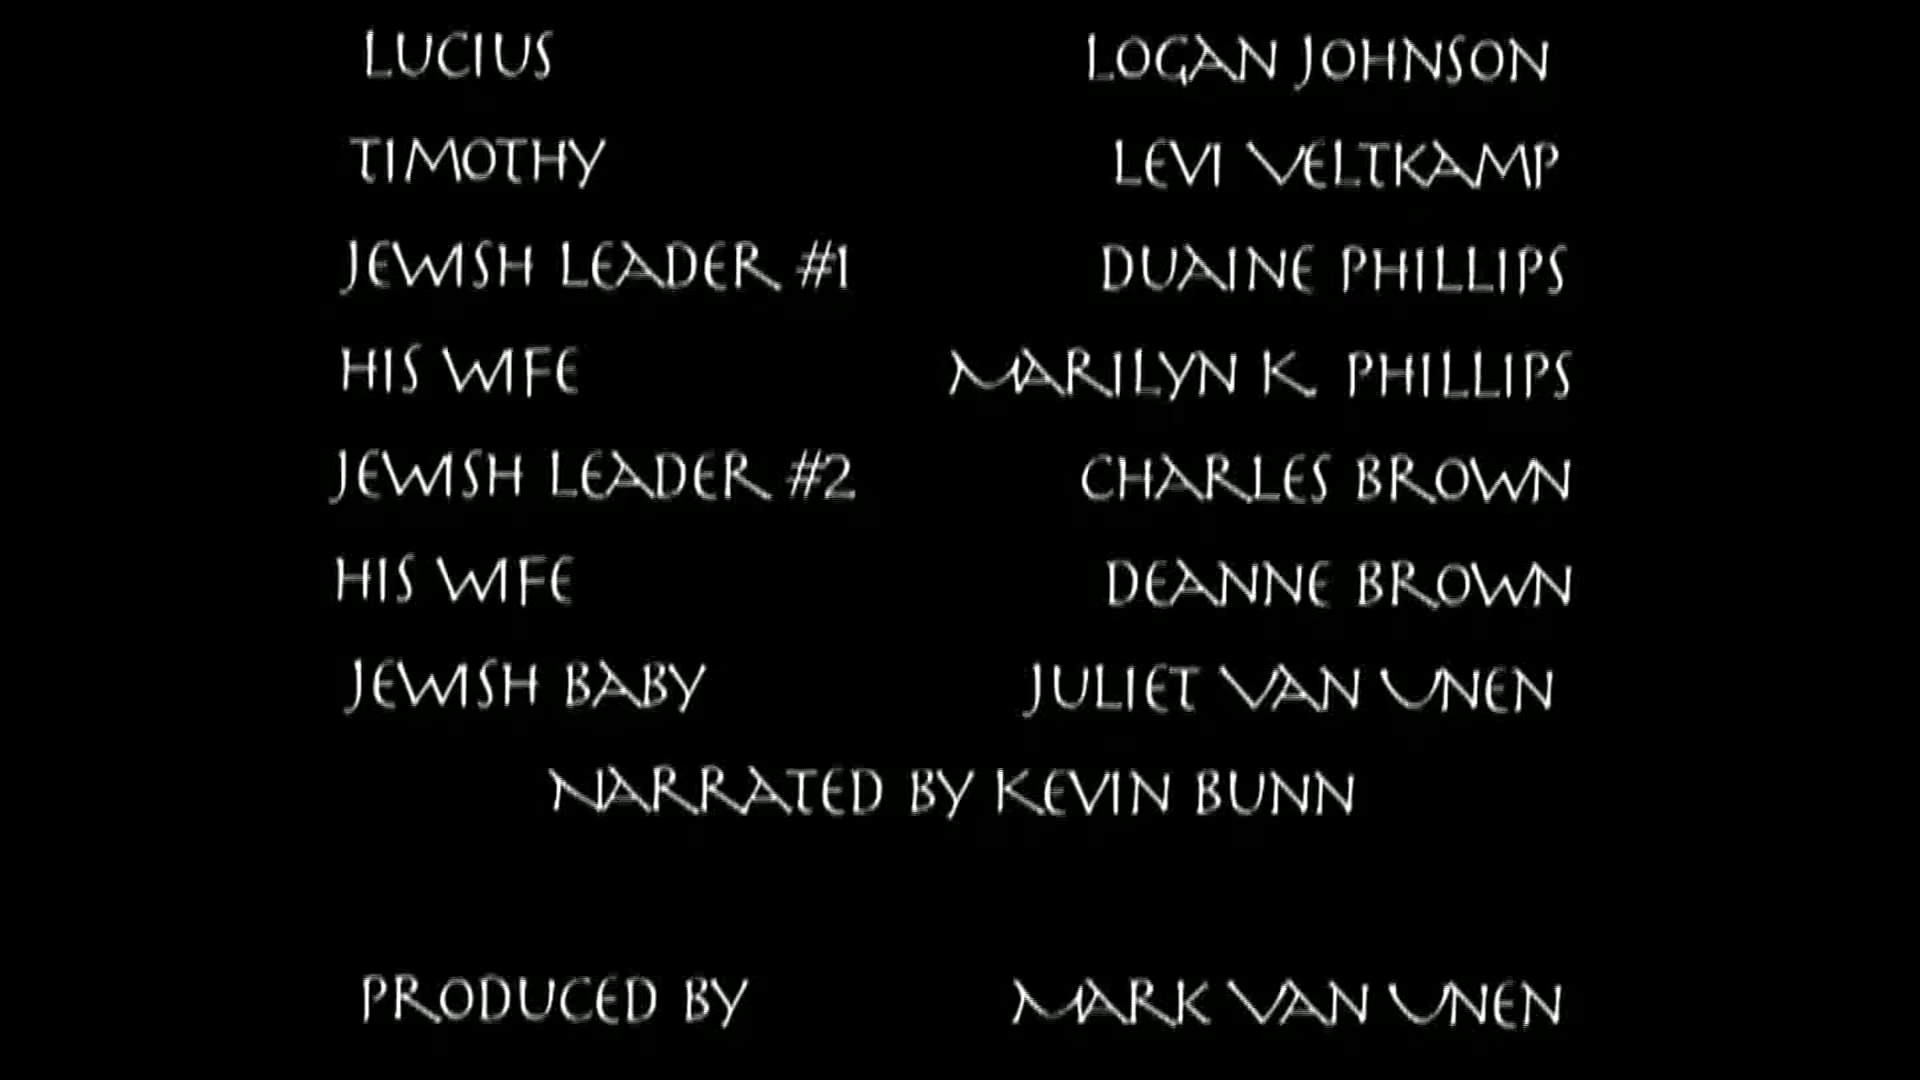 LUCIUS LOGAN JOHNSON
TIMOTHY LEVI VELTKAMP
JEWISH LEADER #1 DUAINE PHILLIPS
HIS WIFE MARILYN K. PHILLIPS
JEWISH LEADER #2 CHARLES BROWN
HIS WIFE DEANNE BROWN
JEWISH BABY JULIET VAN UNEN
NARRATED BY KEVIN BUNN
PRODUCED BY MARK VAN UNEN